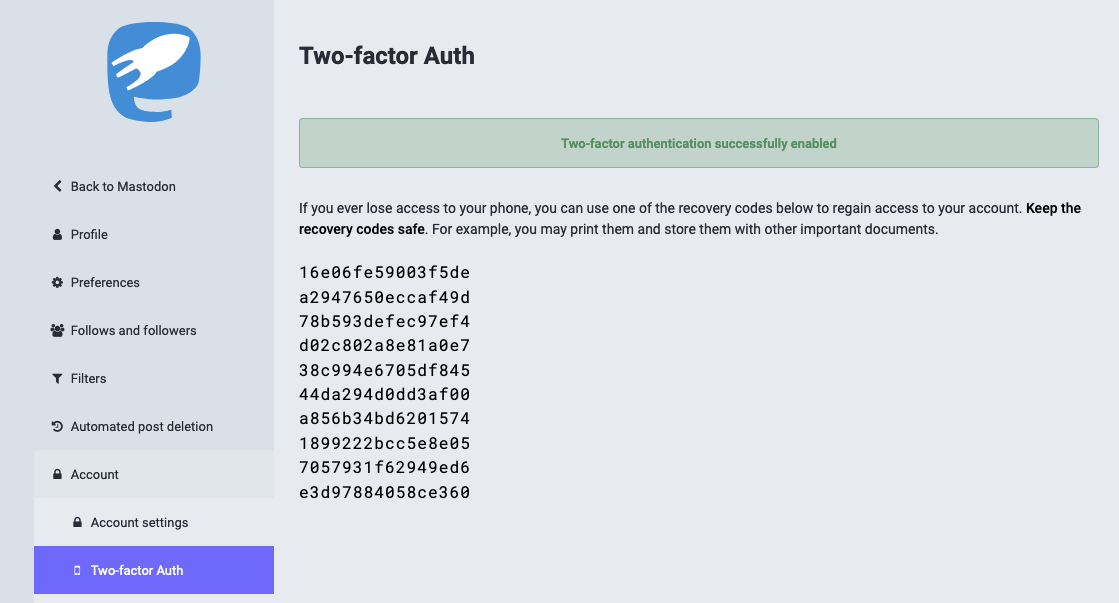 Two-factor Auth
Two-factor authentication successfully enabled
Back to Mastodon
Profile
Preferences
Follows and followers
Filters
Automated post deletion
Account
Account settings
Two-factor Auth
If you ever lose access to your phone, you can use one of the recovery codes below to regain access to your account. Keep the
recovery codes safe. For example, you may print them and store them with other important documents.
16e06fe59003f5de
a2947650eccaf49d
78b593defec97ef4
d02c802a8e81a0e7
38c994e6705df845
44da294d0dd3af00
a856b34bd6201574
1899222bcc5e8e05
7057931f62949ed6
e3d97884058ce360